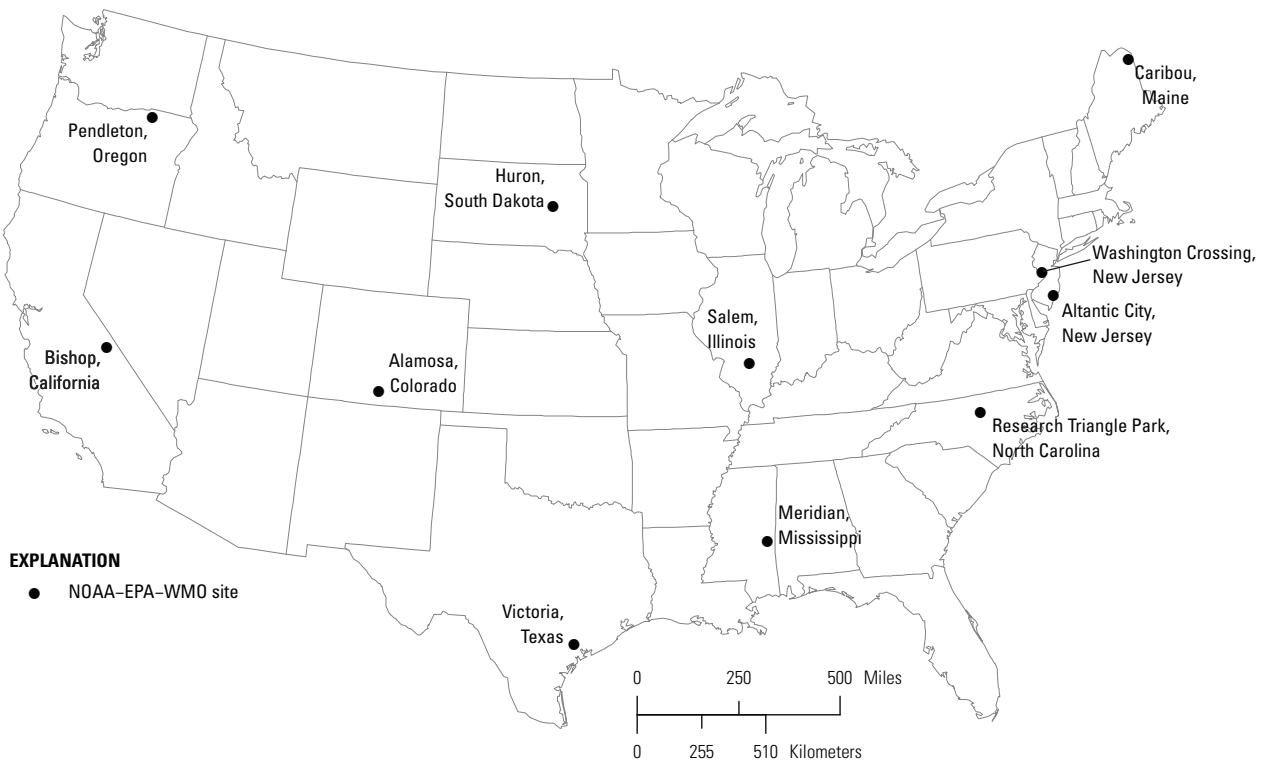 Caribou,
Maine
Pendleton,
Oregon
Huron,
South Dakota
Washington Crossing,
New Jersey
Altantic City,
New Jersey
Salem,
Illinois
Bishop,
California
Alamosa,
Colorado
Research Triangle Park,
North Carolina
Meridian,
Mississippi
EXPLANATION
NOAA–EPA–WMO site
Victoria,
Texas
0 250 500 Miles
0 255 510 Kilometers